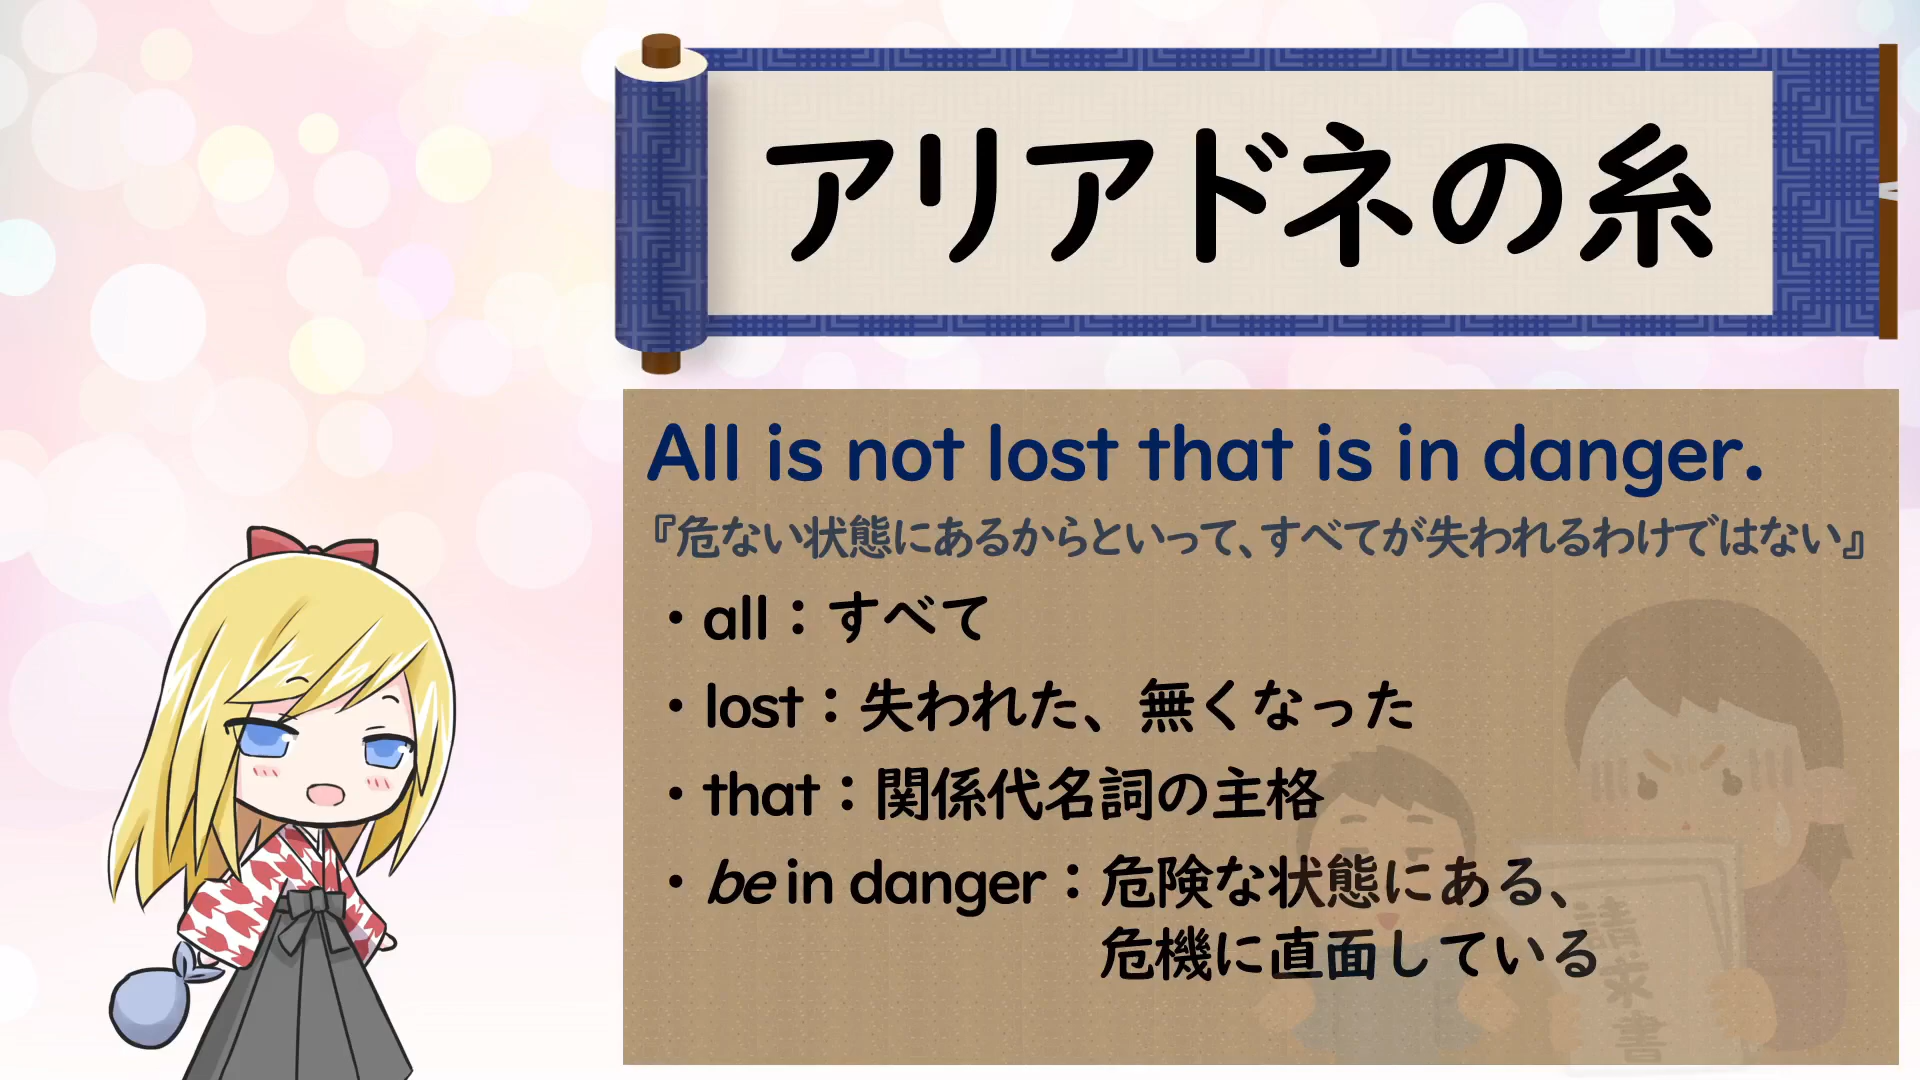 アリアドネの糸
All is not lost that is in danger.
『危ない状態にあるからといって、すべてが失われるわけではない』
・all：すべて
・lost：失われた、無くなった
・that：関係代名詞の主格
・be in danger：危険な状態にある、
危機に直面している
請求書